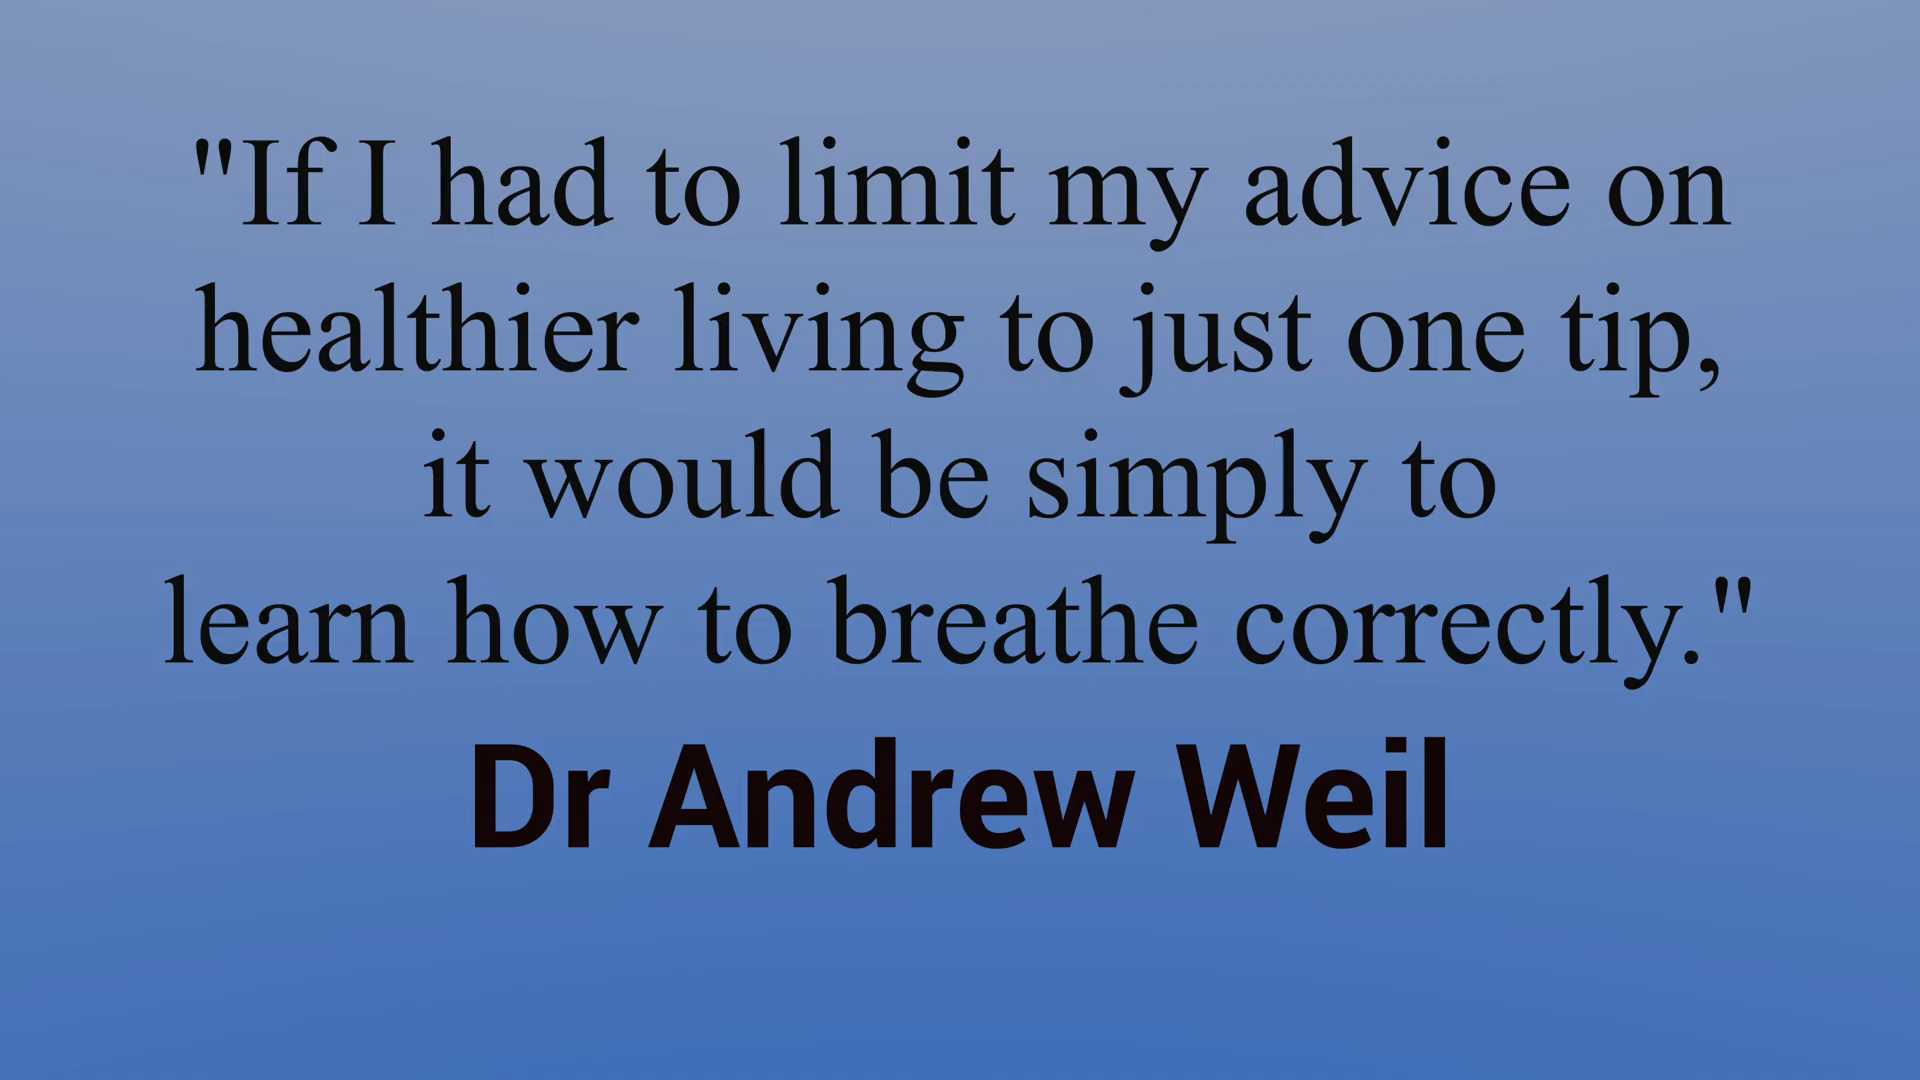 "If I had to limit my advice on
healthier living to just one tip,
it would be simply to
learn how to breathe correctly."
Dr Andrew Weil